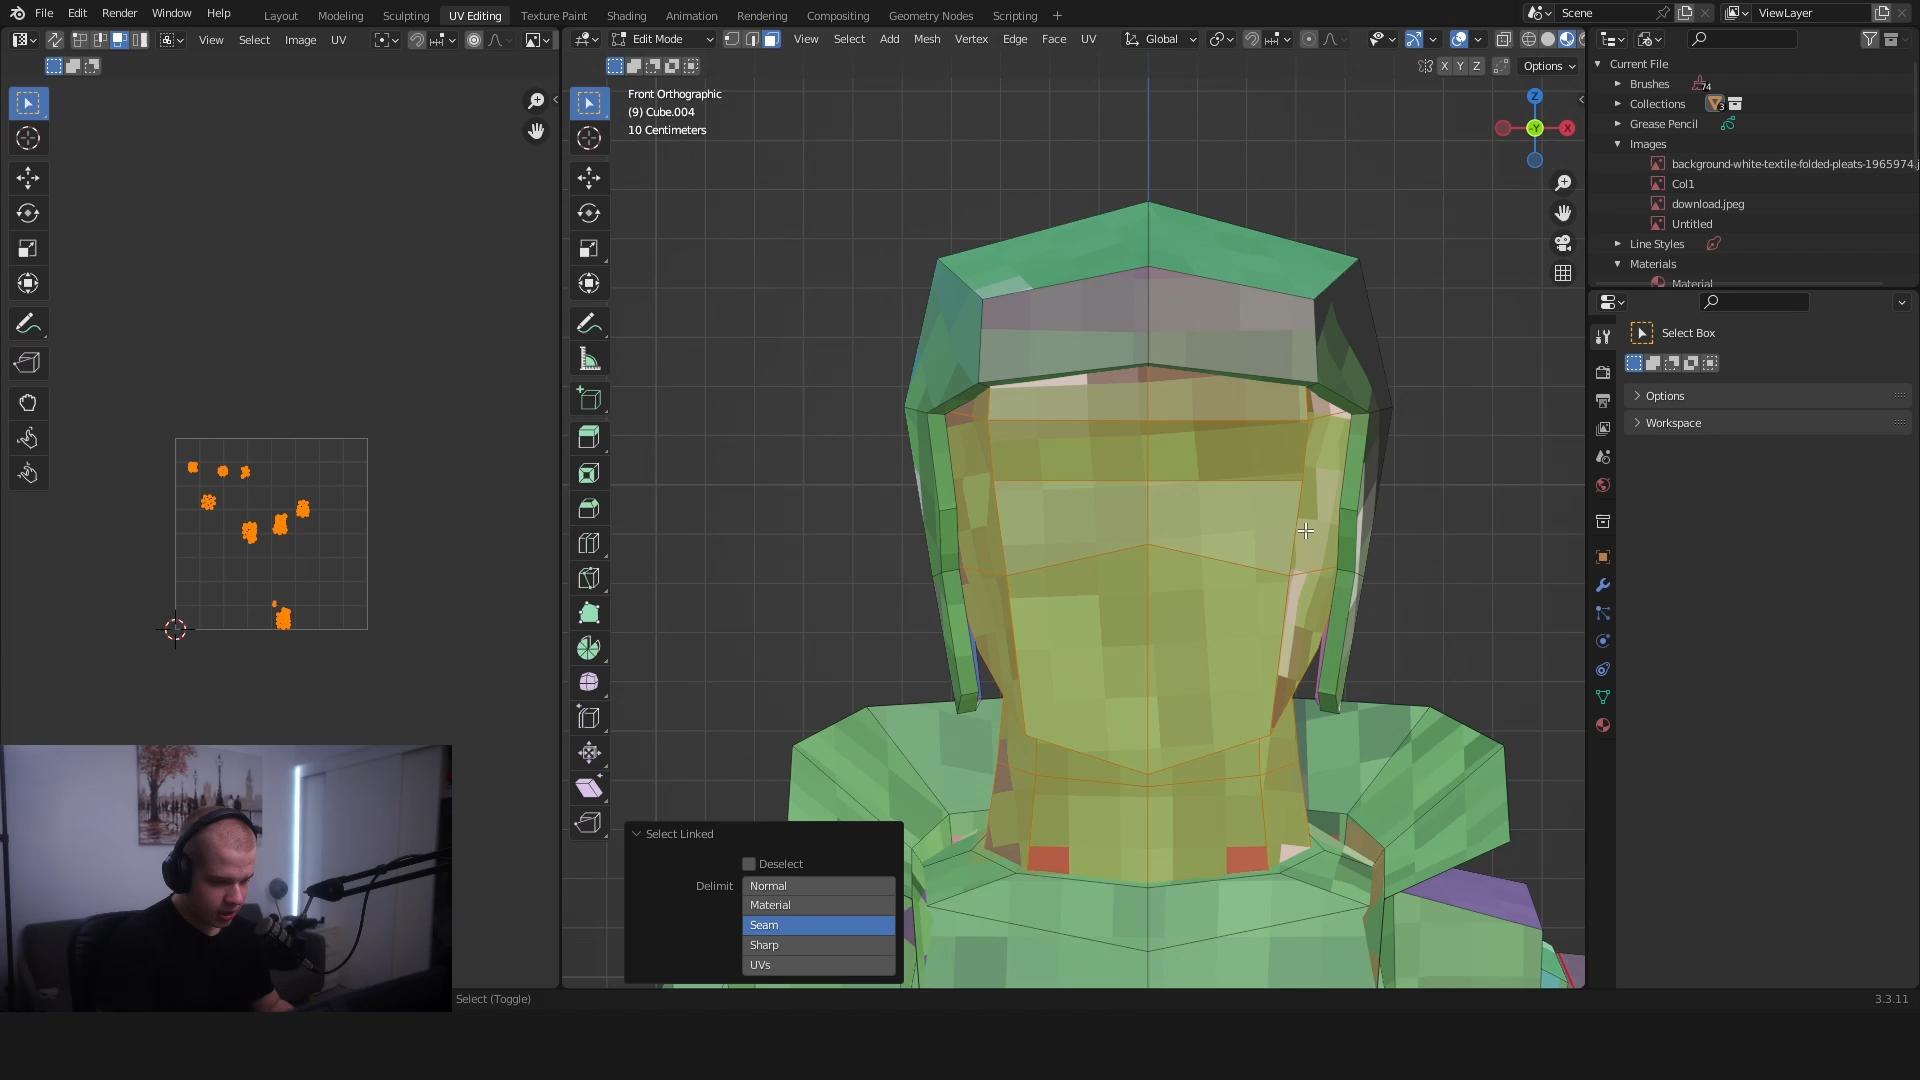 File Edit Render Window Help
Layout Modeling Sculpting UV Editing Texture Paint Shading Animation Rendering Compositing Geometry Nodes Scripting +
Scene
ViewLayer
View Select Image UV
Edit Mode
View Select Add Mesh Vertex Edge Face UV
Global
X Y Z
Options
Front Orthographic
(9) Cube.004
10 Centimeters
Z
-Y
X
Current File
Brushes
74
Collections
3
Grease Pencil
Images
background-white-textile-folded-pleats-1965974.j
Col1
download.jpeg
Untitled
Line Styles
Materials
Material
Select Box
Options
Workspace
Select Linked
Deselect
Delimit
Normal
Material
Seam
Sharp
UVs
Select (Toggle)
3.3.11